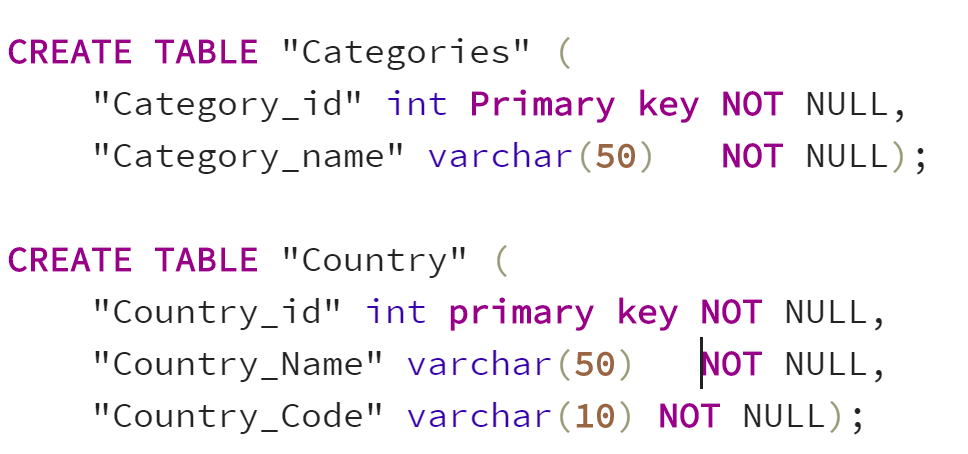 CREATE TABLE "Categories" (
    "Category_id" int Primary key NOT NULL,
    "Category_name" varchar(50)   NOT NULL);

CREATE TABLE "Country" (
    "Country_id" int primary key NOT NULL,
    "Country_Name" varchar(50)   NOT NULL,
    "Country_Code" varchar(10) NOT NULL);